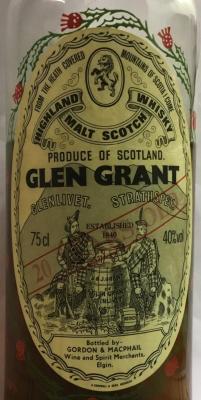 FROM THE HEATH COVERED MOUNTAINS OF SCOTIA I COME
HIGHLAND WHISKY
MALT SCOTCH
PRODUCE OF SCOTLAND.
GLEN GRANT
GLENLIVET. STRATHSPEY.
ESTABLISHED
1840
75cl 40%vol
20
Bottled by-
GORDON & MACPHAIL
Wine and Spirit Merchants,
Elgin.